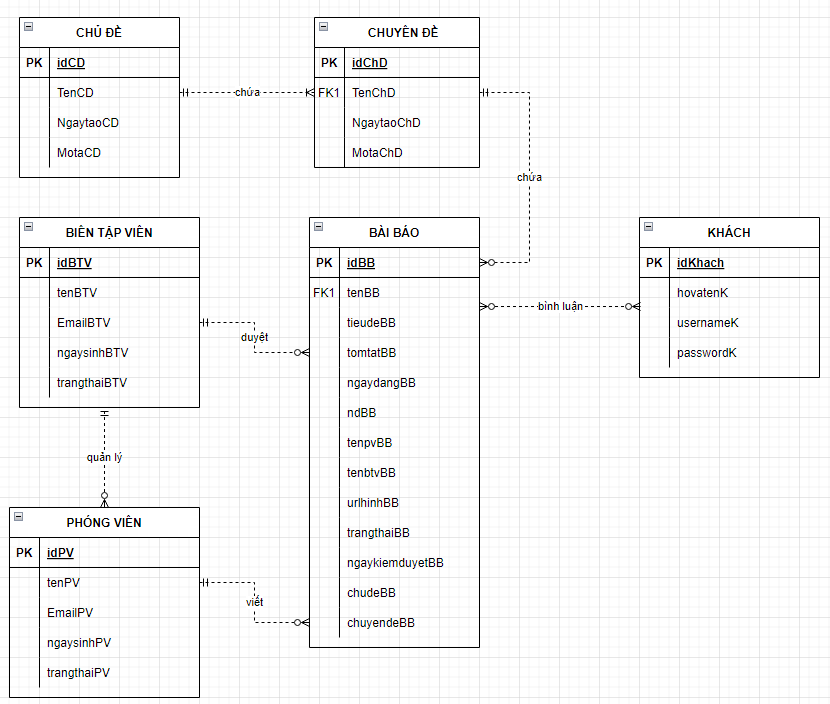 CHỦ ĐỀ
PK idCD
TenCD
NgaytaoCD
MotaCD
chứa
CHUYÊN ĐỀ
PK idChD
FK1 TenChD
NgaytaoChD
MotaChD
chứa
BIÊN TẬP VIÊN
PK idBTV
tenBTV
EmailBTV
ngaysinhBTV
trangthaiBTV
duyệt
BÀI BÁO
PK idBB
FK1 tenBB
tieudeBB
tomtatBB
ngaydangBB
ndBB
tenpvBB
tenbtvBB
urlhinhBB
trangthaiBB
ngaykiemduyetBB
chudeBB
chuyendeBB
bình luận
KHÁCH
PK idKhach
hovatenK
usernameK
passwordK
quản lý
PHÓNG VIÊN
PK idPV
tenPV
EmailPV
ngaysinhPV
trangthaiPV
viết